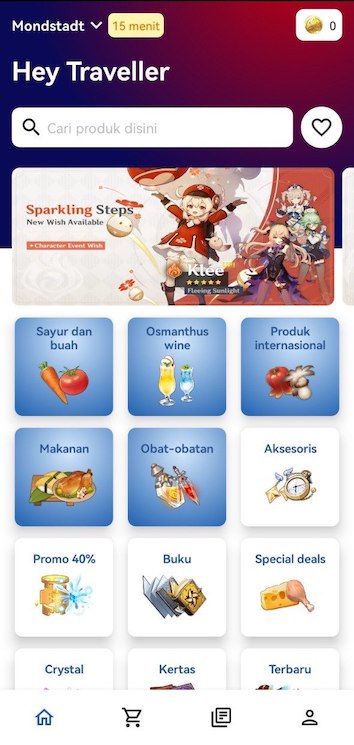 Mondstadt
15 menit
0
Hey Traveller
Cari produk disini
Sparkling Steps
New Wish Available
Character Event Wish
Klee
Fleeing Sunlight
Sayur dan
buah
Osmanthus
wine
Produk
internasional
Makanan
Obat-obatan
Aksesoris
Promo 40%
Buku
Special deals
Crystal
Kertas
Terbaru